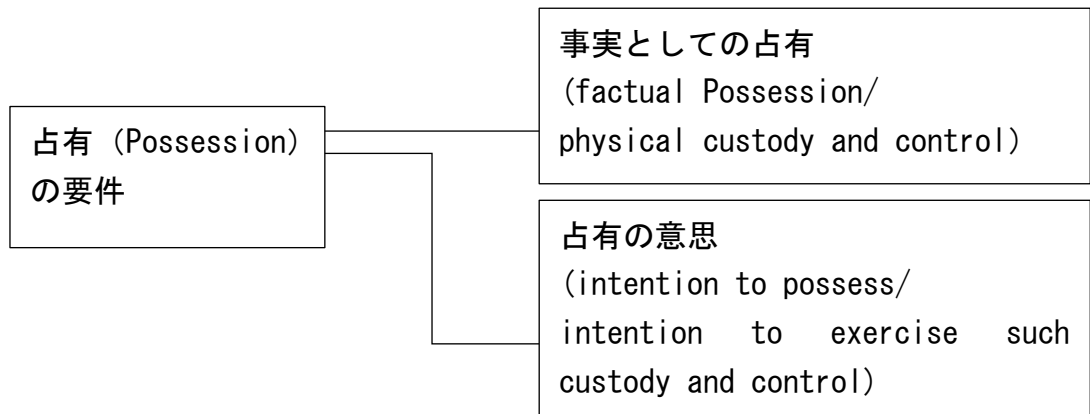 占有 (Possession)
の要件
事実としての占有
(factual Possession/
physical custody and control)
占有の意思
(intention to possess/
intention to exercise such
custody and control)